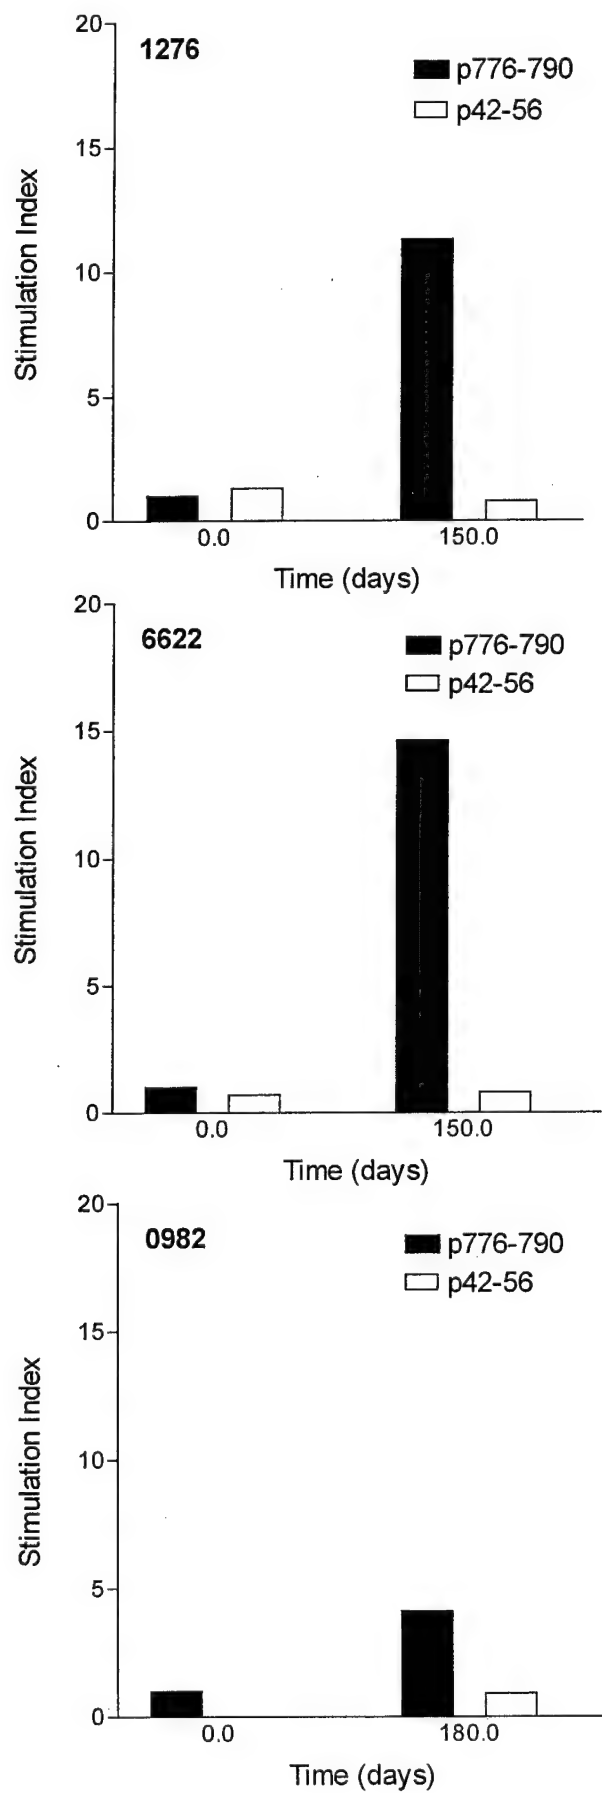 20
1276
p776-790
p42-56
15
10
5
0
Stimulation Index
0.0 150.0
Time (days)
20
6622
p776-790
p42-56
15
10
5
0
Stimulation Index
0.0 150.0
Time (days)
20
0982
p776-790
p42-56
15
10
5
0
Stimulation Index
0.0 180.0
Time (days)